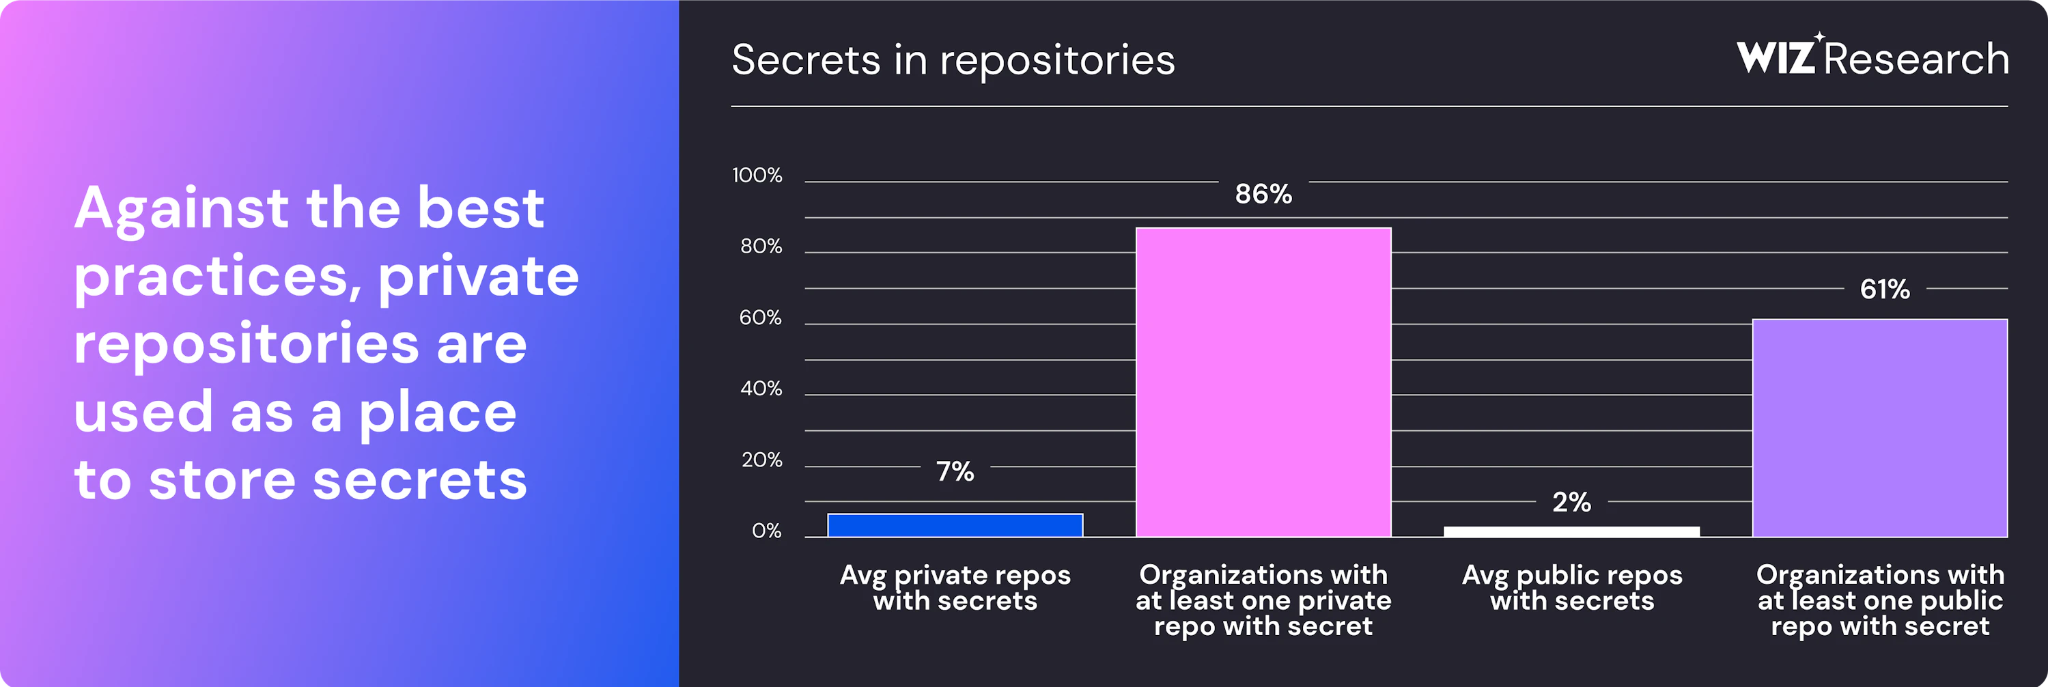 Against the best
practices, private
repositories are
used as a place
to store secrets
Secrets in repositories
WIZ Research
100%
80%
60%
40%
20%
0%
7%
86%
2%
61%
Avg private repos
with secrets
Organizations with
at least one private
repo with secret
Avg public repos
with secrets
Organizations with
at least one public
repo with secret